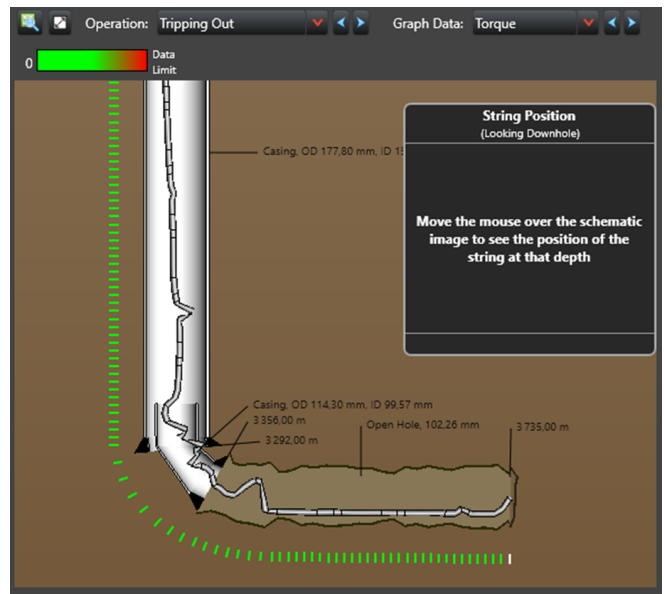 Operation: Tripping Out Graph Data: Torque
0 Data
Limit
String Position
(Looking Downhole)
Casing, OD 177,80 mm, ID
Move the mouse over the schematic
image to see the position of the
string at that depth
Casing, OD 114,30 mm, ID 99,57 mm
3 356,00 m
Open Hole, 102,26 mm
3 735,00 m
3 292,00 m